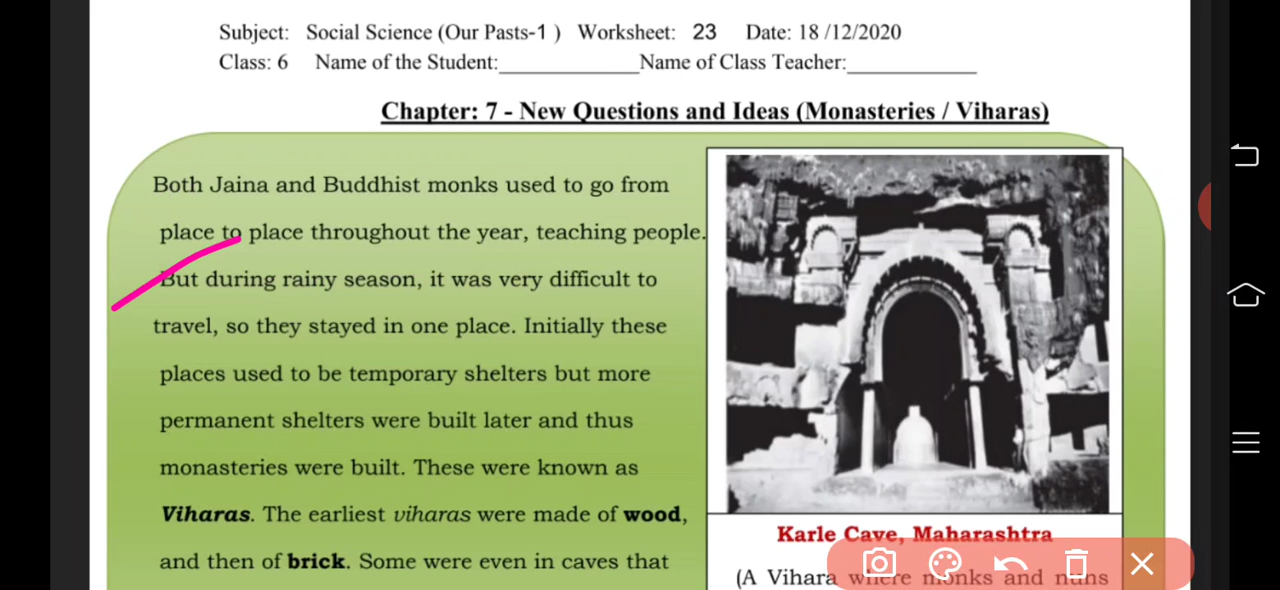 Subject: Social Science (Our Pasts-1 ) Worksheet: 23 Date: 18 /12/2020
Class: 6 Name of the Student:____________Name of Class Teacher:___________
Chapter: 7 - New Questions and Ideas (Monasteries / Viharas)
Both Jaina and Buddhist monks used to go from
place to place throughout the year, teaching people.
But during rainy season, it was very difficult to
travel, so they stayed in one place. Initially these
places used to be temporary shelters but more
permanent shelters were built later and thus
monasteries were built. These were known as
Viharas. The earliest viharas were made of wood,
and then of brick. Some were even in caves that
Karle Cave, Maharashtra
(A Vihara where monks and nuns